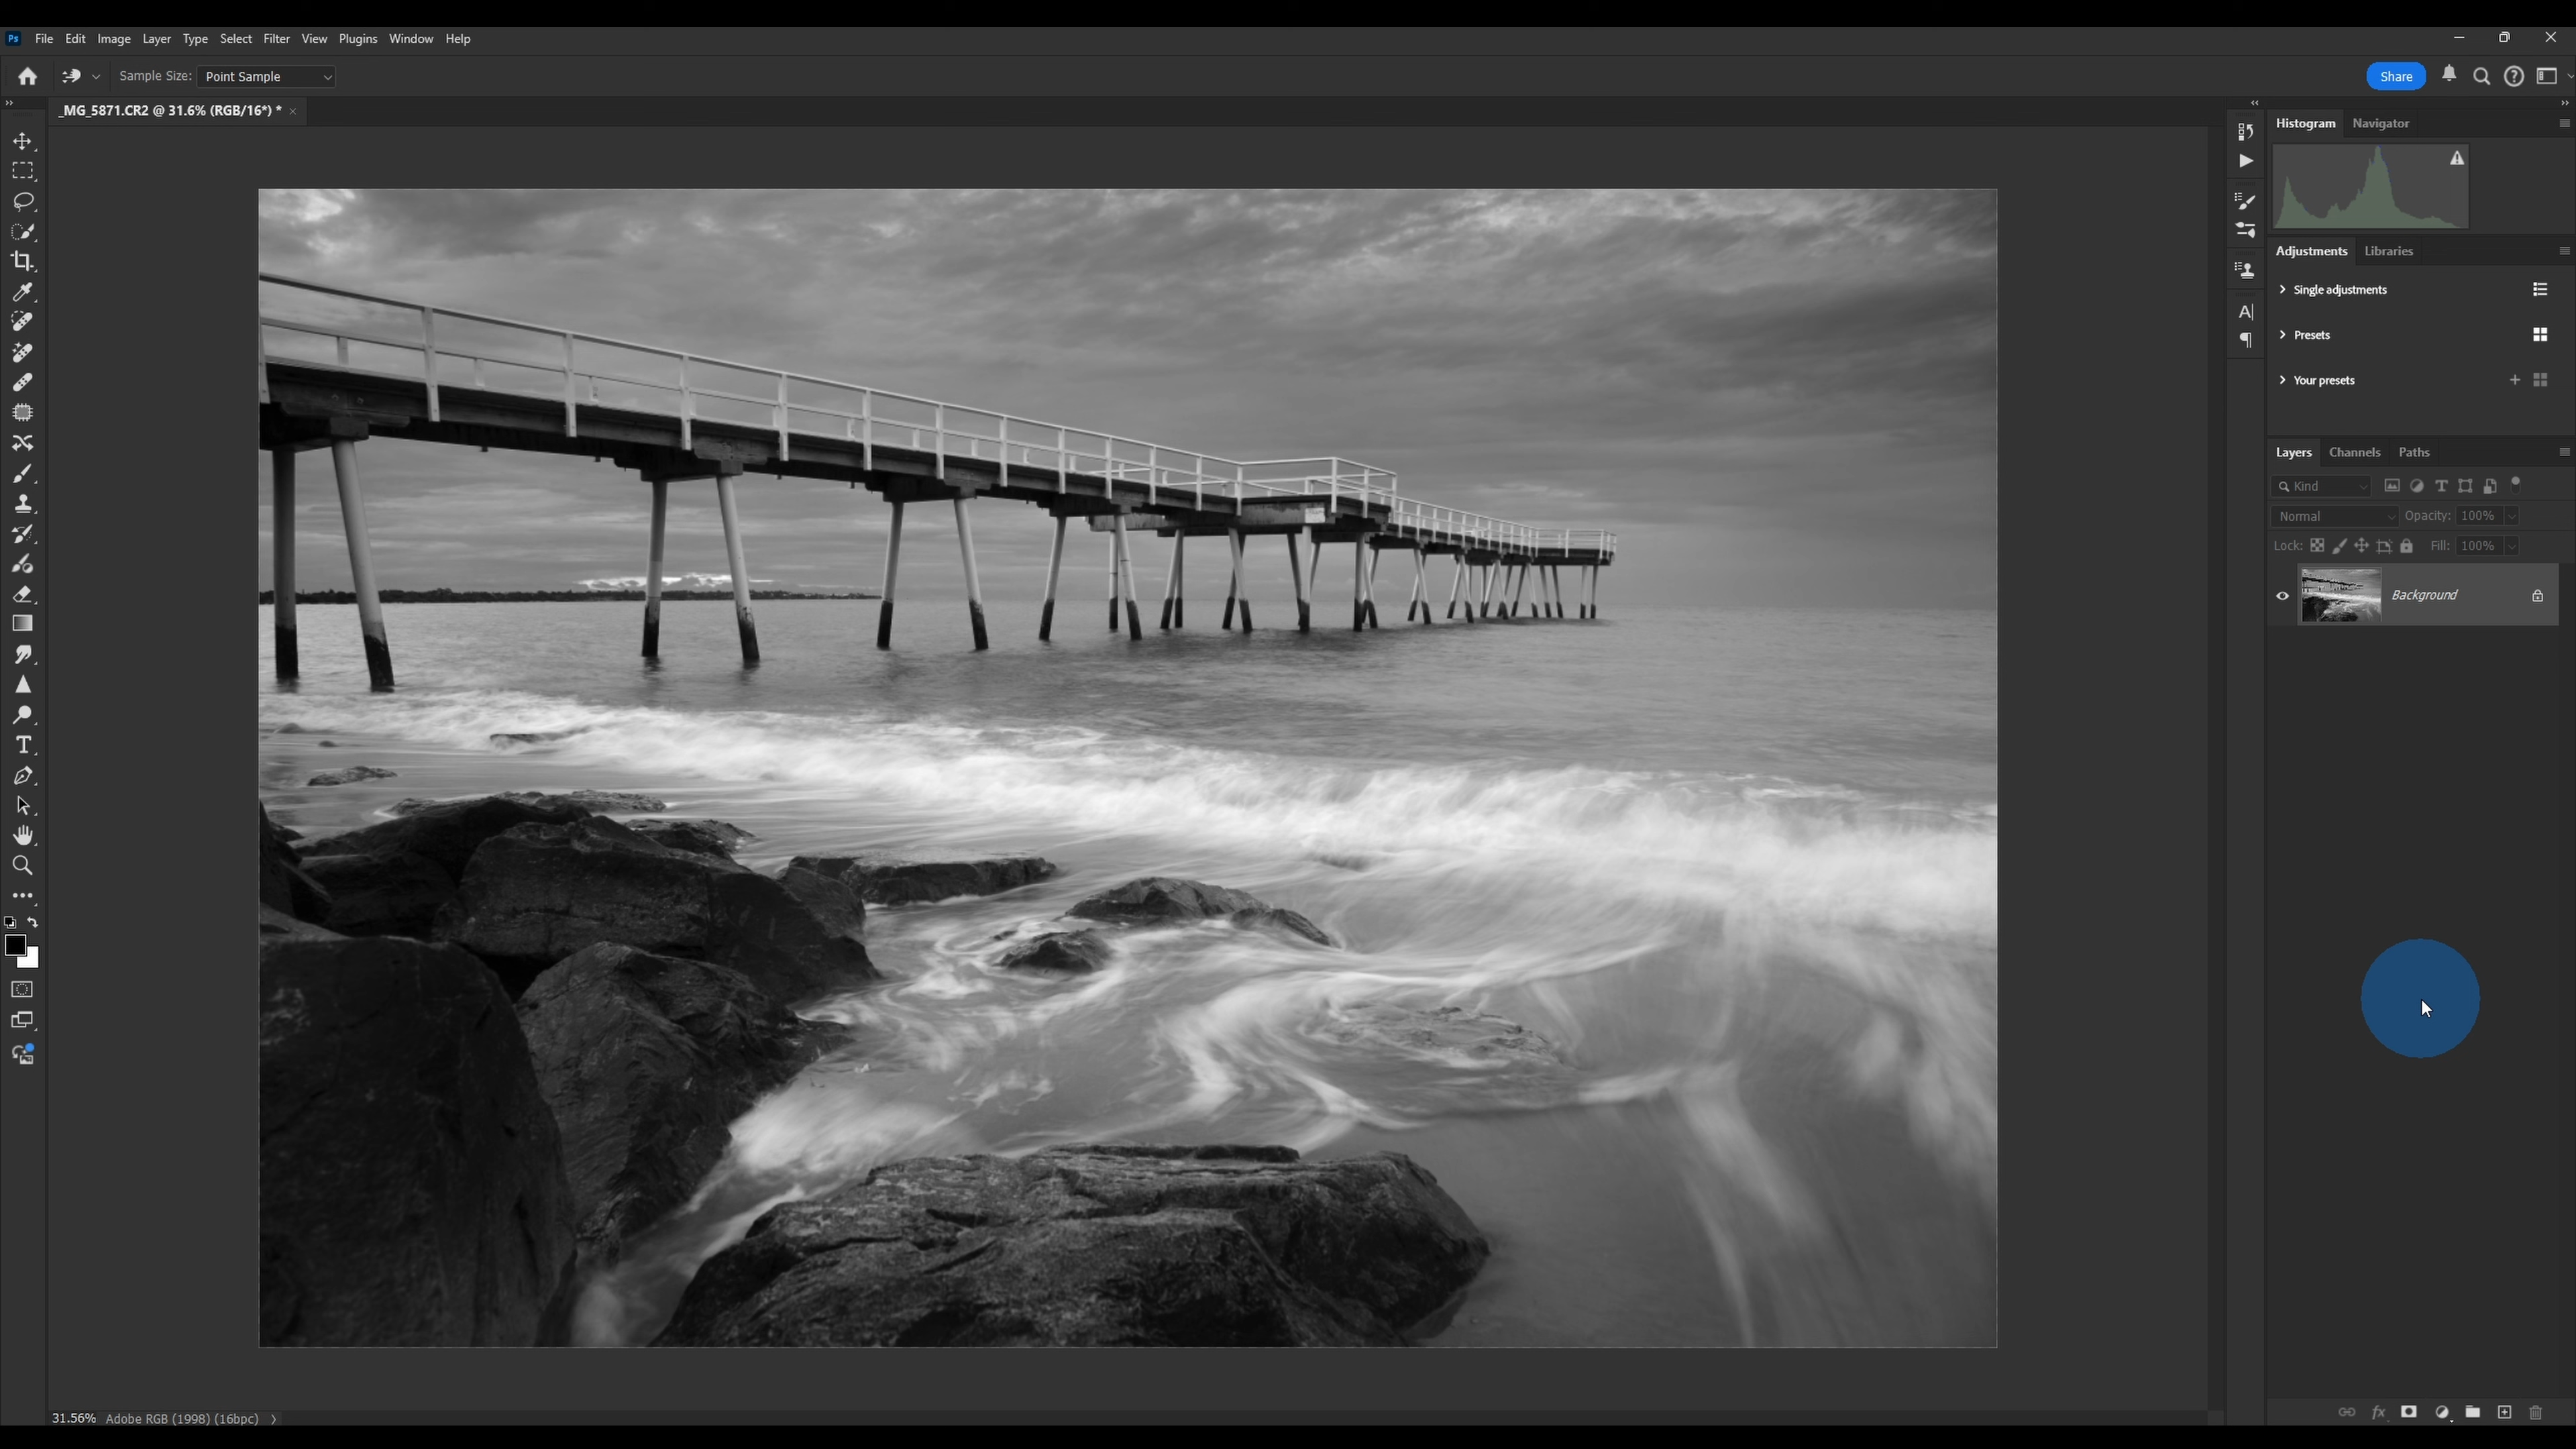 Ps File Edit Image Layer Type Select Filter View Plugins Window Help
Sample Size: Point Sample Share
_MG_5871.CR2 @ 31.6% (RGB/16*) * ×
Histogram Navigator
Adjustments Libraries
Single adjustments
Presets
Your presets
Layers Channels Paths
Kind
Normal Opacity: 100%
Lock: Fill: 100%
Background
31.56% Adobe RGB (1998) (16bpc)